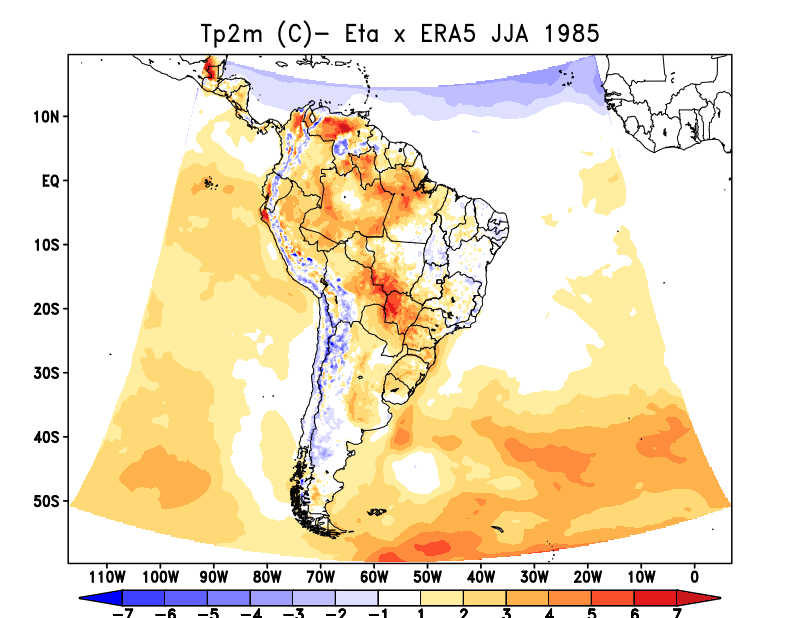 Tp2m (C)- Eta x ERA5 JJA 1985
10N
EQ
10S
20S
30S
40S
50S
110W 100W 90W 80W 70W 60W 50W 40W 30W 20W 10W 0
-7 -6 -5 -4 -3 -2 -1 1 2 3 4 5 6 7